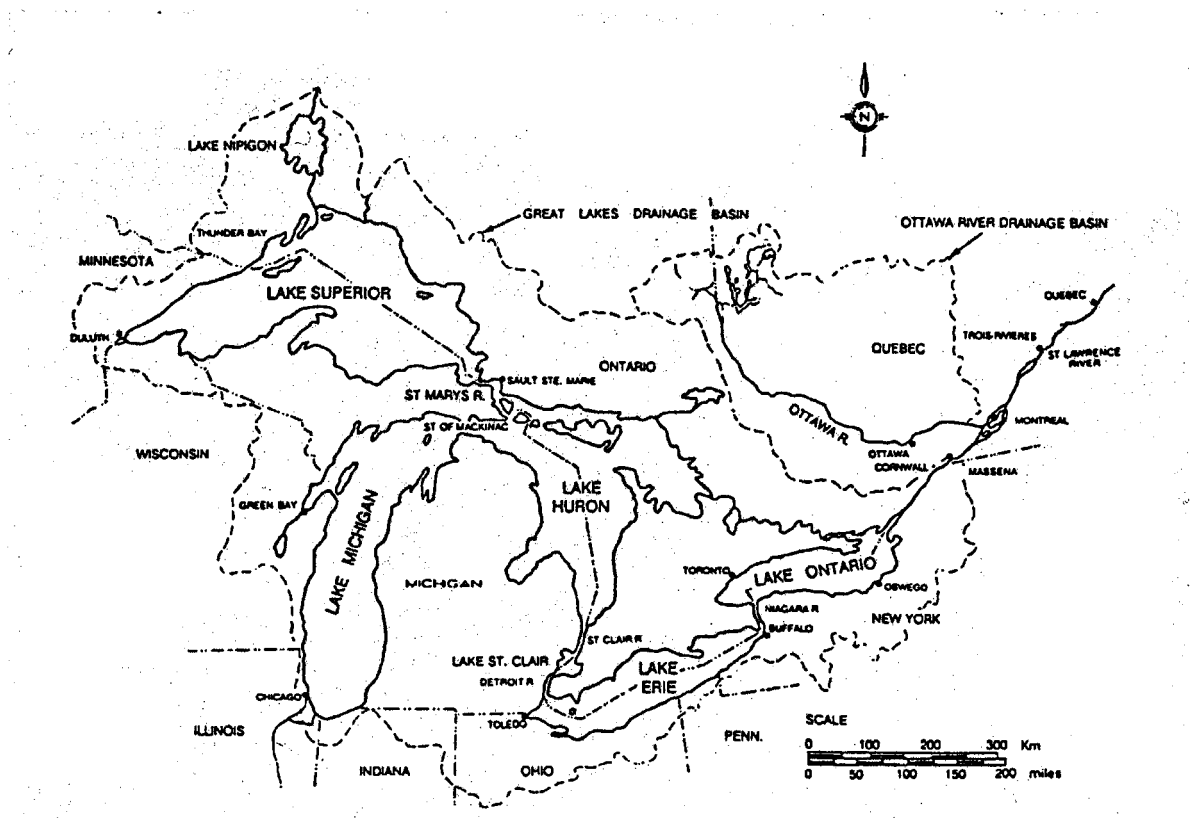 N
LAKE NIPIGON
GREAT LAKES DRAINAGE BASIN
OTTAWA RIVER DRAINAGE BASIN
THUNDER BAY
MINNESOTA
LAKE SUPERIOR
QUEBEC
DULUTH
TROIS-RIVIERES
QUEBEC
ST LAWRENCE
RIVER
ONTARIO
SAULT STE. MARIE
ST MARYS R.
OTTAWA R.
MONTREAL
ST OF MACKINAC
WISCONSIN
OTTAWA
CORNWALL
MASSENA
LAKE
HURON
GREEN BAY
LAKE MICHIGAN
TORONTO
LAKE ONTARIO
MICHGAN
OSWEGO
NIAGARA R
NEW YORK
BUFFALO
ST CLAIR R
LAKE ST. CLAIR
LAKE
ERIE
DETROIT R
CHICAGO
TOLEDO
ILLINOIS
PENN.
SCALE
INDIANA
OHIO
0 100 200 300 Km
0 50 100 150 200 miles